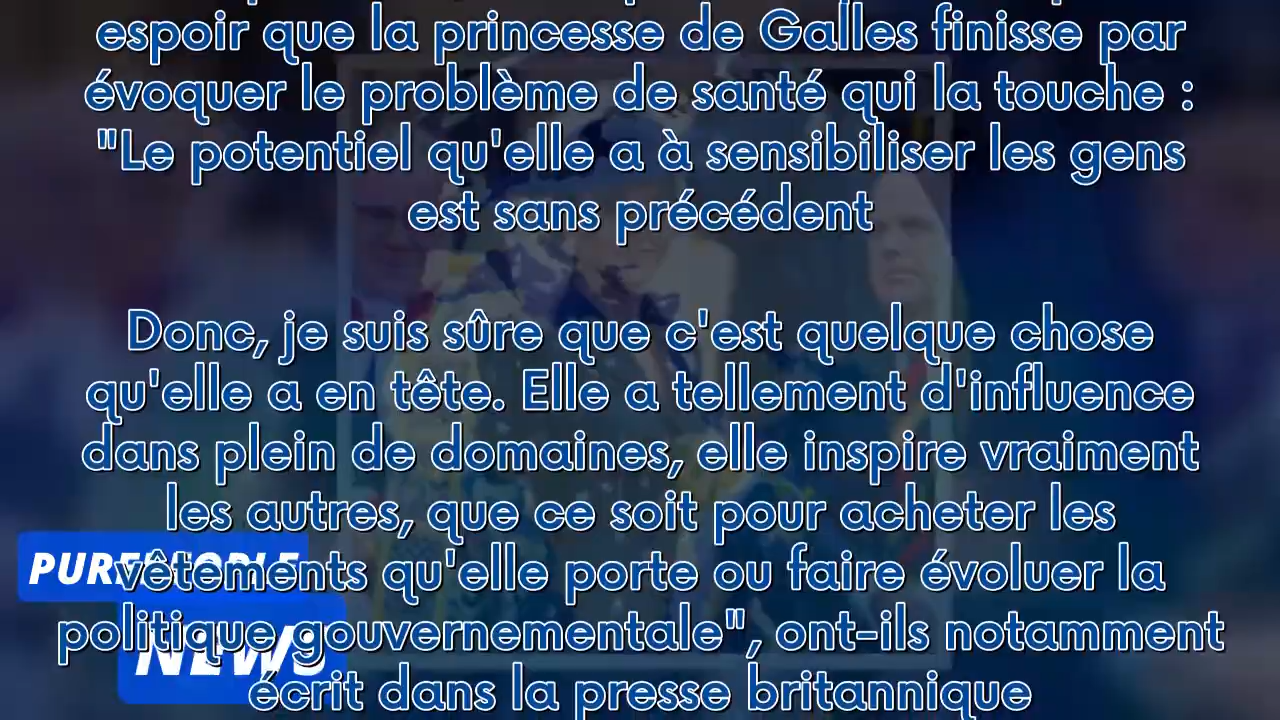 espoir que la princesse de Galles finisse par
évoquer le problème de santé qui la touche :
"Le potentiel qu'elle a à sensibiliser les gens
est sans précédent
Donc, je suis sûre que c'est quelque chose
qu'elle a en tête. Elle a tellement d'influence
dans plein de domaines, elle inspire vraiment
les autres, que ce soit pour acheter les
vêtements qu'elle porte ou faire évoluer la
politique gouvernementale", ont-ils notamment
écrit dans la presse britannique
NEWS